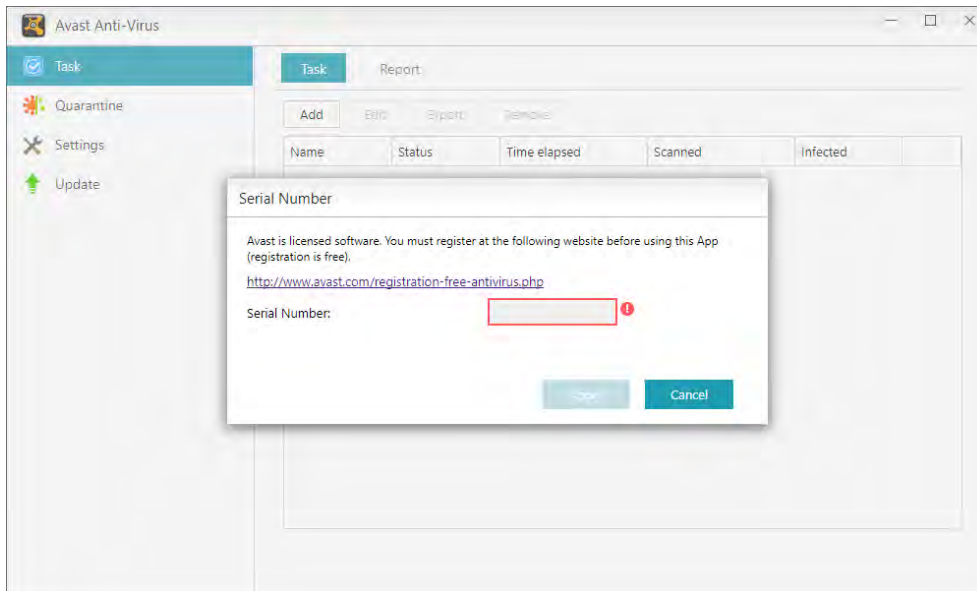 Avast Anti-Virus
Task
Quarantine
Settings
Update
Task Report
Add Edit Export Remove
Name Status Time elapsed Scanned Infected
Serial Number
Avast is licensed software. You must register at the following website before using this App
(registration is free).
http://www.avast.com/registration-free-antivirus.php
Serial Number:
Cancel